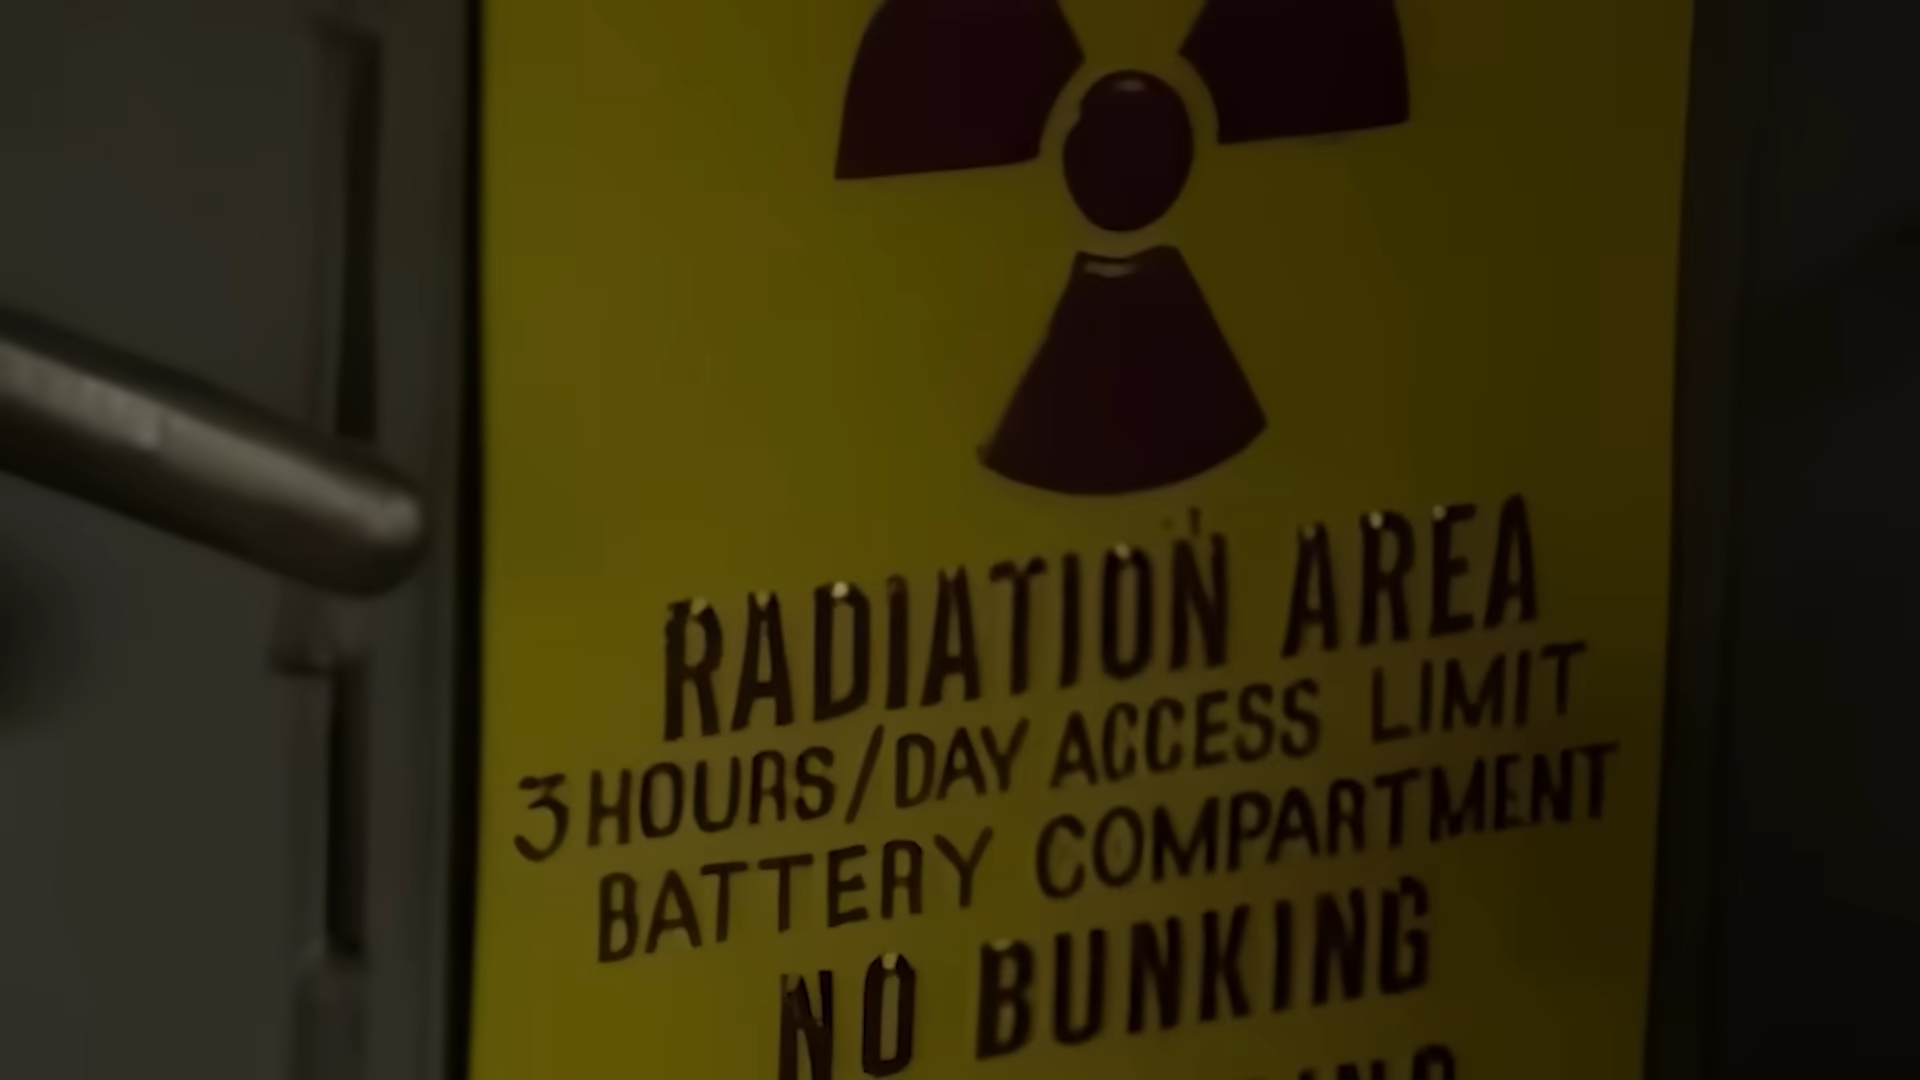 RADIATION AREA
3 HOURS/DAY ACCESS LIMIT
BATTERY COMPARTMENT
NO BUNKING